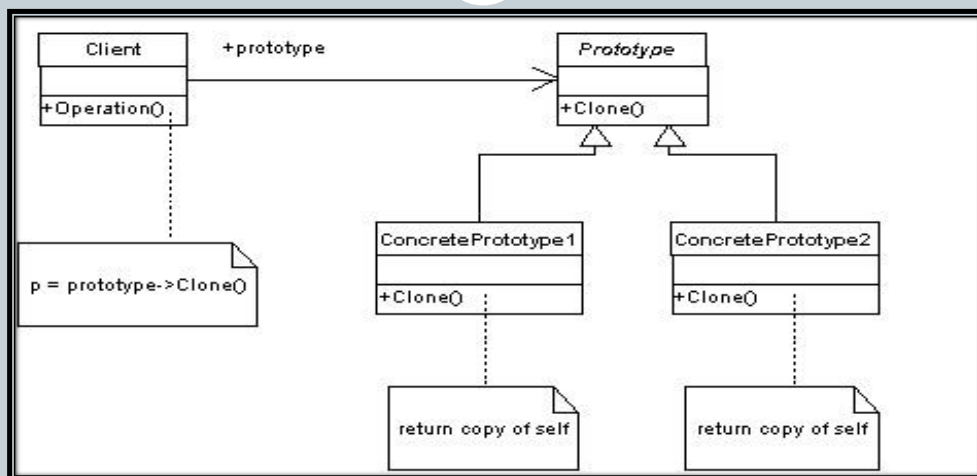 Client
+prototype
Prototype
+Operation()
+Clone()
ConcretePrototype1
ConcretePrototype2
p = prototype->Clone()
+Clone()
+Clone()
return copy of self
return copy of self